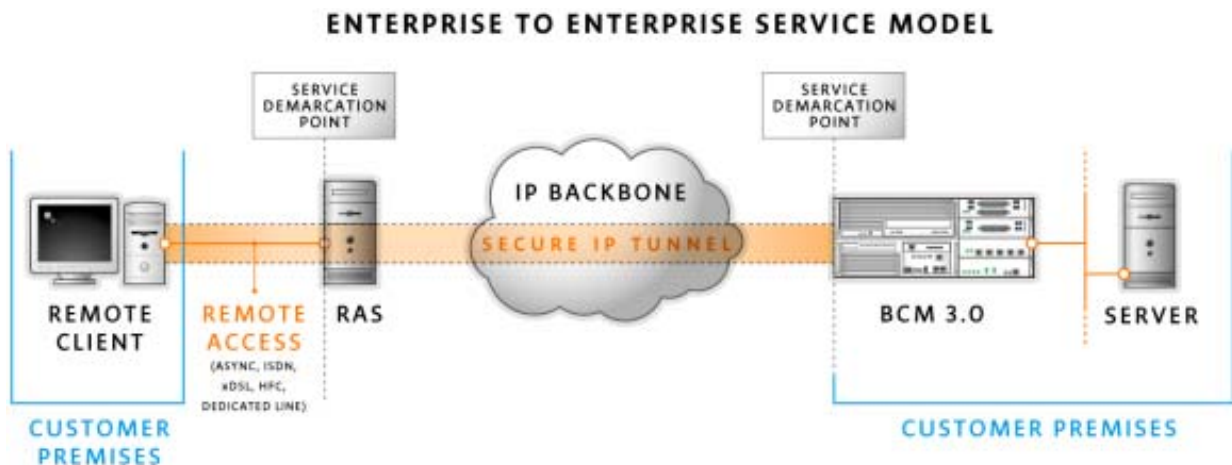 ENTERPRISE TO ENTERPRISE SERVICE MODEL
SERVICE
DEMARCATION
POINT
SERVICE
DEMARCATION
POINT
IP BACKBONE
SECURE IP TUNNEL
REMOTE
CLIENT
REMOTE
ACCESS
(ASYNC, ISDN,
xDSL, HFC,
DEDICATED LINE)
RAS
BCM 3.0
SERVER
CUSTOMER
PREMISES
CUSTOMER PREMISES